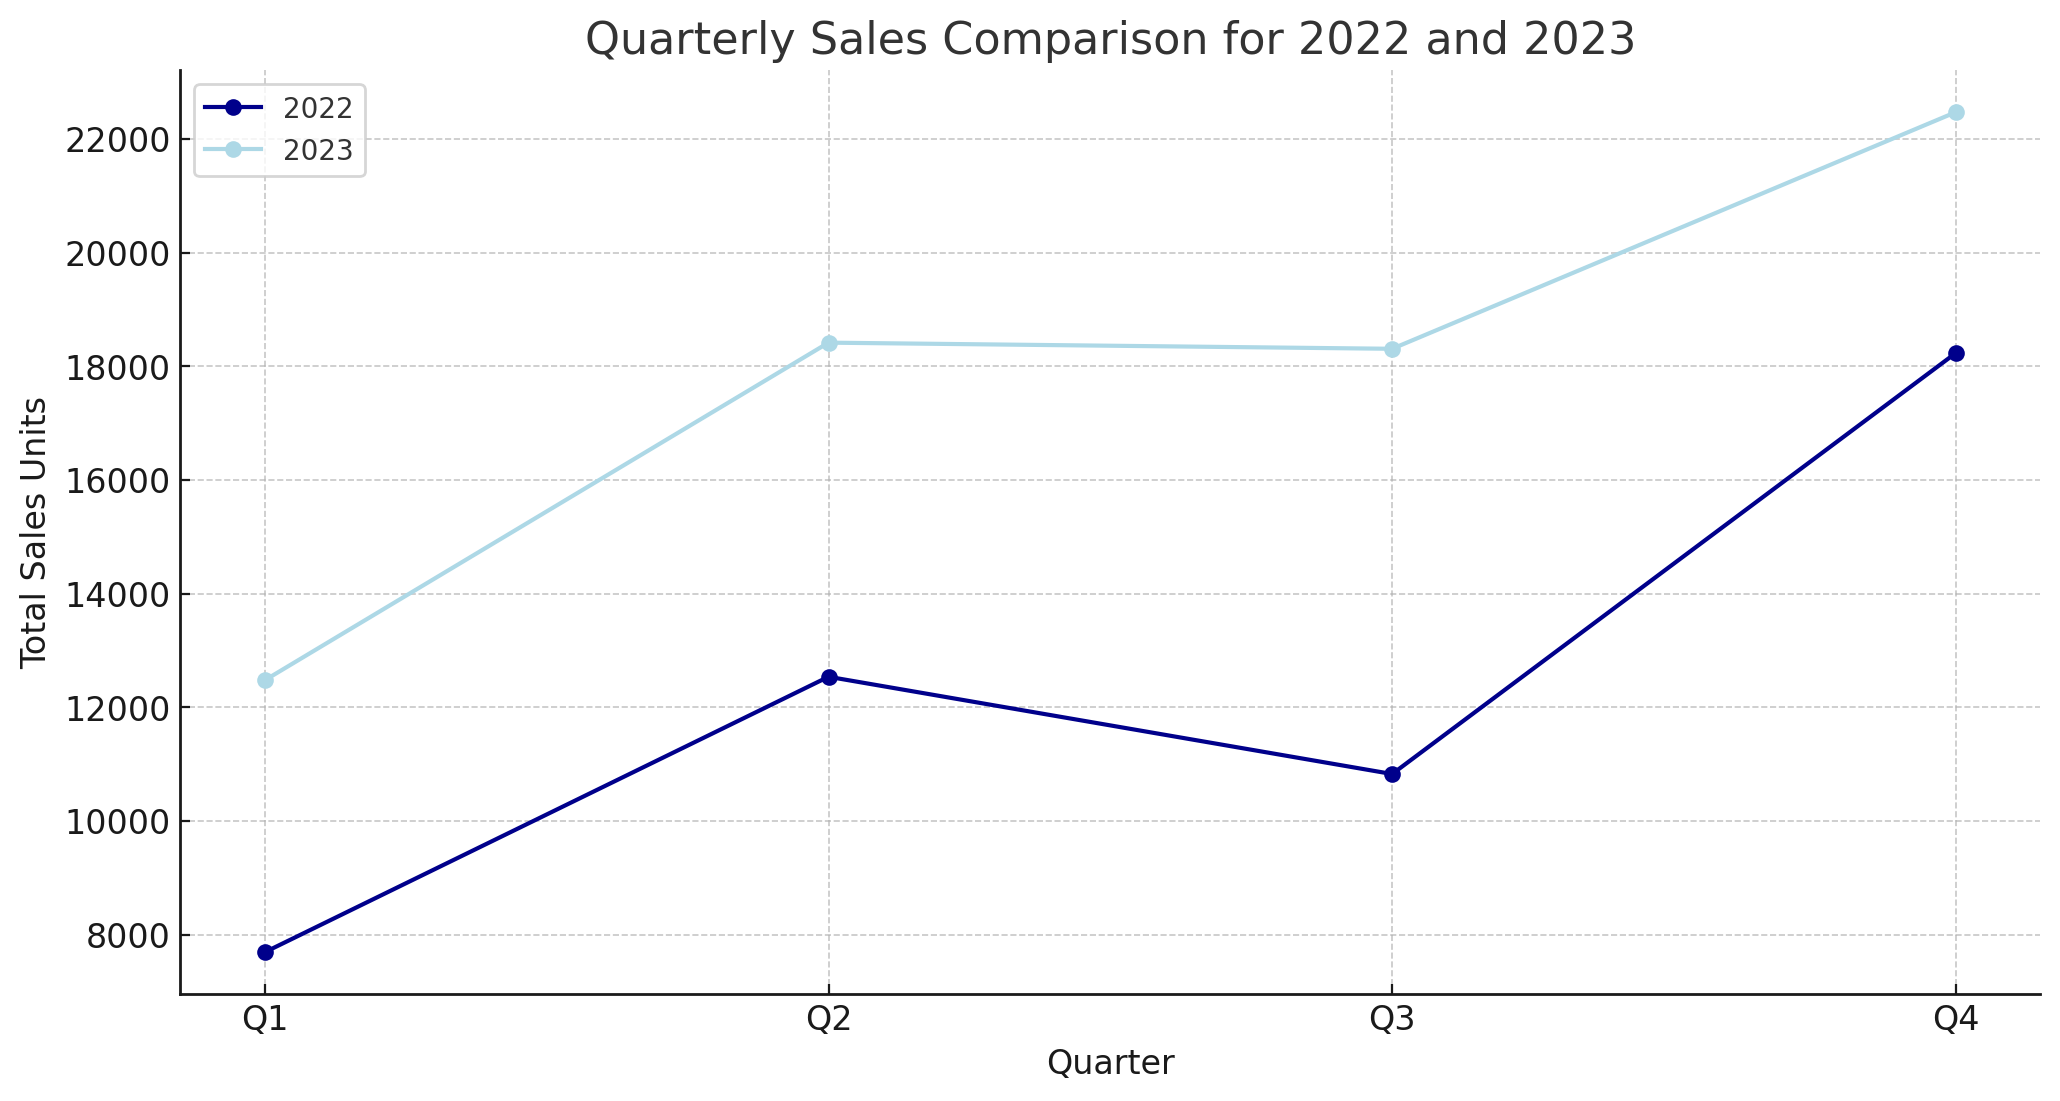 Quarterly Sales Comparison for 2022 and 2023
2022
2023
22000
20000
18000
16000
14000
12000
10000
8000
Total Sales Units
Q1 Q2 Q3 Q4
Quarter